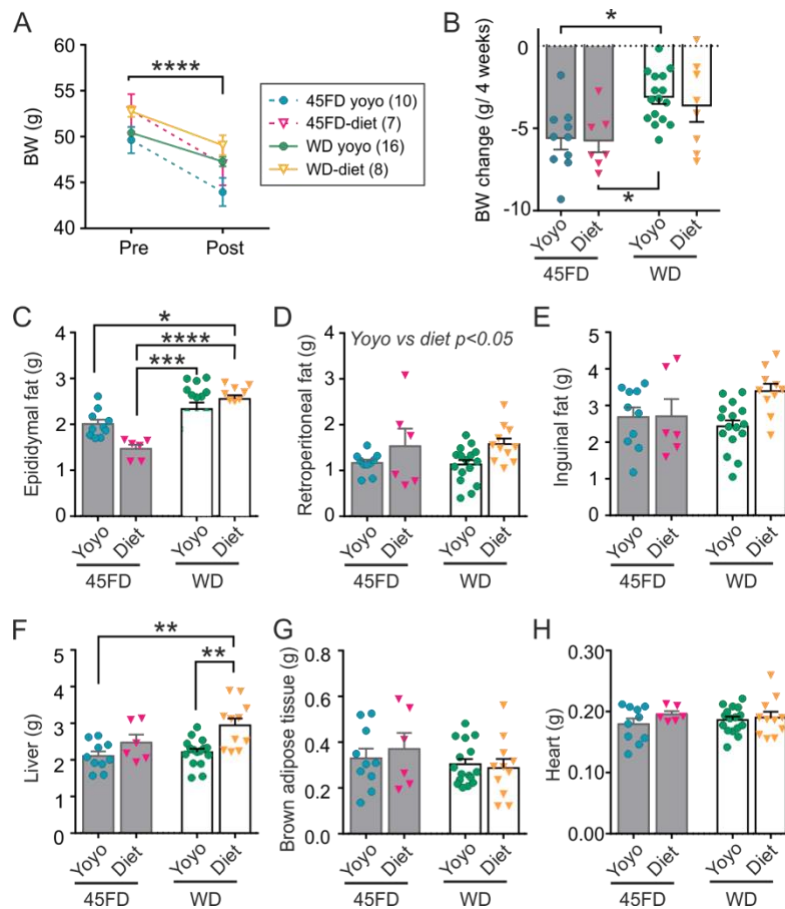 A
BW (g)
60
55
50
45
40
****
Pre
Post
45FD yoyo (10)
45FD-diet (7)
WD yoyo (16)
WD-diet (8)
B
BW change (g/ 4 weeks)
0
-5
-10
*
*
Yoyo
Diet
Yoyo
Diet
45FD
WD
C
Epididymal fat (g)
4
3
2
1
0
*
****
***
Yoyo
Diet
Yoyo
Diet
45FD
WD
D
Retroperitoneal fat (g)
4
3
2
1
0
Yoyo vs diet p<0.05
Yoyo
Diet
Yoyo
Diet
45FD
WD
E
Inguinal fat (g)
5
4
3
2
1
0
Yoyo
Diet
Yoyo
Diet
45FD
WD
F
Liver (g)
5
4
3
2
1
0
**
**
Yoyo
Diet
Yoyo
Diet
45FD
WD
G
Brown adipose tissue (g)
0.8
0.6
0.4
0.2
0.0
Yoyo
Diet
Yoyo
Diet
45FD
WD
H
Heart (g)
0.30
0.20
0.10
0.00
Yoyo
Diet
Yoyo
Diet
45FD
WD